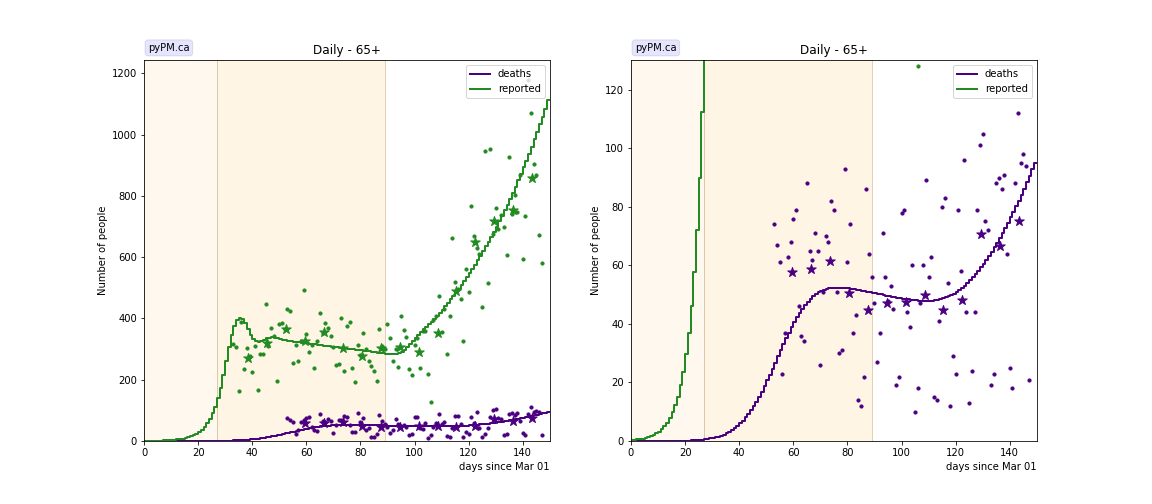 pyPM.ca
Daily - 65+
deaths
reported
Number of people
1200
1000
800
600
400
200
0
0 20 40 60 80 100 120 140
days since Mar 01
pyPM.ca
Daily - 65+
deaths
reported
Number of people
120
100
80
60
40
20
0
0 20 40 60 80 100 120 140
days since Mar 01